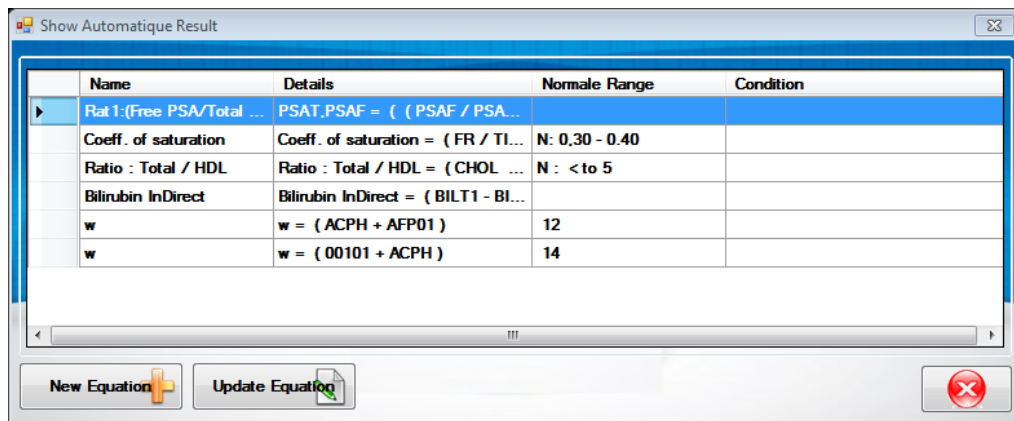 Show Automatique Result
Name Details Normale Range Condition
Rat1:(Free PSA/Total ... PSAT,PSAF = ( ( PSAF / PSA...
Coeff. of saturation Coeff. of saturation = ( FR / TI... N: 0,30 - 0.40
Ratio : Total / HDL Ratio : Total / HDL = ( CHOL ... N : < to 5
Bilirubin InDirect Bilirubin InDirect = ( BILT1 - BI...
w w = ( ACPH + AFP01 ) 12
w w = ( 00101 + ACPH ) 14
New Equation Update Equation